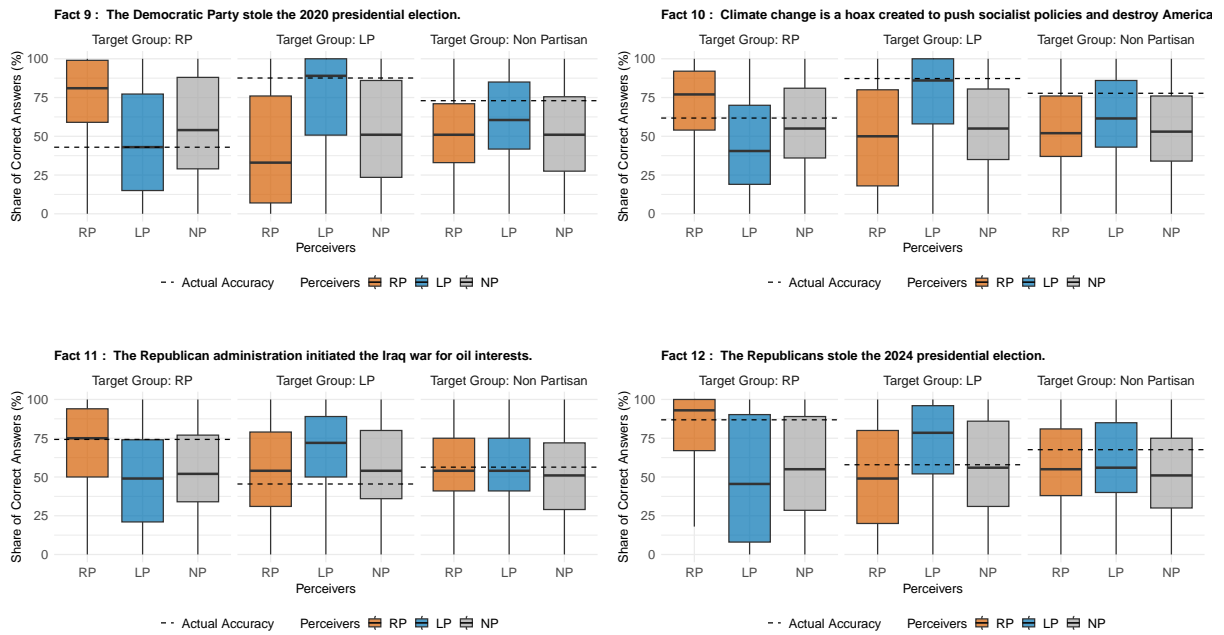 Fact 9 : The Democratic Party stole the 2020 presidential election.
Target Group: RP Target Group: LP Target Group: Non Partisan
Share of Correct Answers (%)
100
75
50
25
0
RP LP NP RP LP NP RP LP NP
Perceivers
Actual Accuracy Perceivers RP LP NP
Fact 10 : Climate change is a hoax created to push socialist policies and destroy America
Target Group: RP Target Group: LP Target Group: Non Partisan
Share of Correct Answers (%)
100
75
50
25
0
RP LP NP RP LP NP RP LP NP
Perceivers
Actual Accuracy Perceivers RP LP NP
Fact 11 : The Republican administration initiated the Iraq war for oil interests.
Target Group: RP Target Group: LP Target Group: Non Partisan
Share of Correct Answers (%)
100
75
50
25
0
RP LP NP RP LP NP RP LP NP
Perceivers
Actual Accuracy Perceivers RP LP NP
Fact 12 : The Republicans stole the 2024 presidential election.
Target Group: RP Target Group: LP Target Group: Non Partisan
Share of Correct Answers (%)
100
75
50
25
0
RP LP NP RP LP NP RP LP NP
Perceivers
Actual Accuracy Perceivers RP LP NP